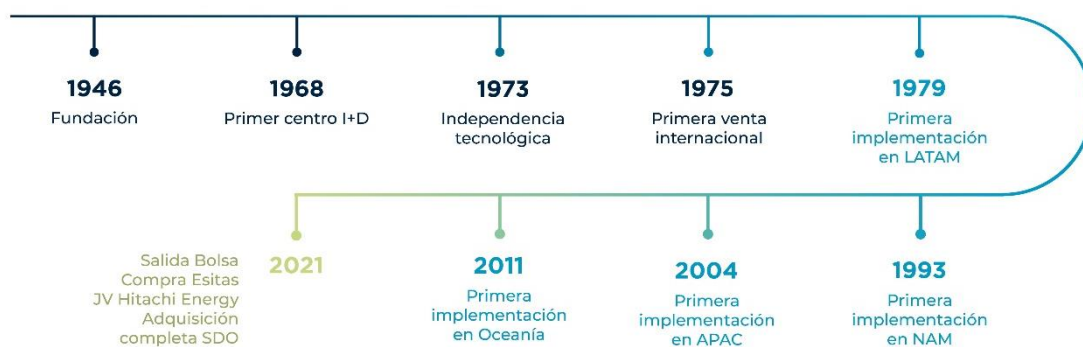 1946
Fundación
1968
Primer centro I+D
1973
Independencia
tecnológica
1975
Primera venta
internacional
1979
Primera
implementación
en LATAM
1993
Primera
implementación
en NAM
2004
Primera
implementación
en APAC
2011
Primera
implementación
en Oceanía
2021
Salida Bolsa
Compra Esitas
JV Hitachi Energy
Adquisición
completa SDO